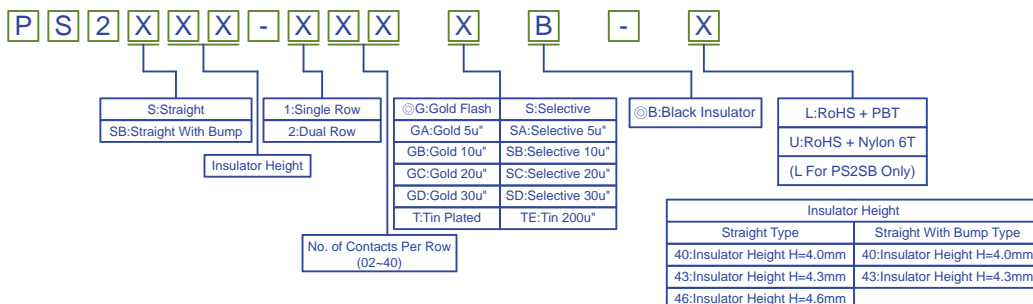 P S 2 X X X - X X X X B - X
S:Straight
SB:Straight With Bump
Insulator Height
1:Single Row
2:Dual Row
No. of Contacts Per Row
(02~40)
◎G:Gold Flash S:Selective
GA:Gold 5u" SA:Selective 5u"
GB:Gold 10u" SB:Selective 10u"
GC:Gold 20u" SC:Selective 20u"
GD:Gold 30u" SD:Selective 30u"
T:Tin Plated TE:Tin 200u"
◎B:Black Insulator
L:RoHS + PBT
U:RoHS + Nylon 6T
(L For PS2SB Only)
Insulator Height
Straight Type Straight With Bump Type
40:Insulator Height H=4.0mm 40:Insulator Height H=4.0mm
43:Insulator Height H=4.3mm 43:Insulator Height H=4.3mm
46:Insulator Height H=4.6mm